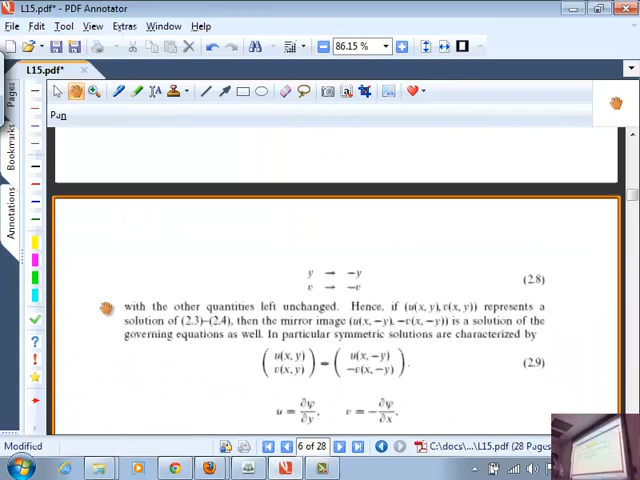 L15.pdf* - PDF Annotator
File Edit Tool View Extras Window Help
86.15 %
L15.pdf*
Pages
Bookmarks
Annotations
Pan
y → −y
v → −v (2.8)
with the other quantities left unchanged. Hence, if (u(x, y), v(x, y)) represents a
solution of (2.3)–(2.4), then the mirror image (u(x, −y), −v(x, −y)) is a solution of the
governing equations as well. In particular symmetric solutions are characterized by
( u(x, y) ) = ( u(x, −y) ) .
( v(x, y) ) ( −v(x, −y) ) (2.9)
u = ∂ψ/∂y, v = −∂ψ/∂x,
Modified
6 of 28
C:\docs\...\L15.pdf (28 Pages